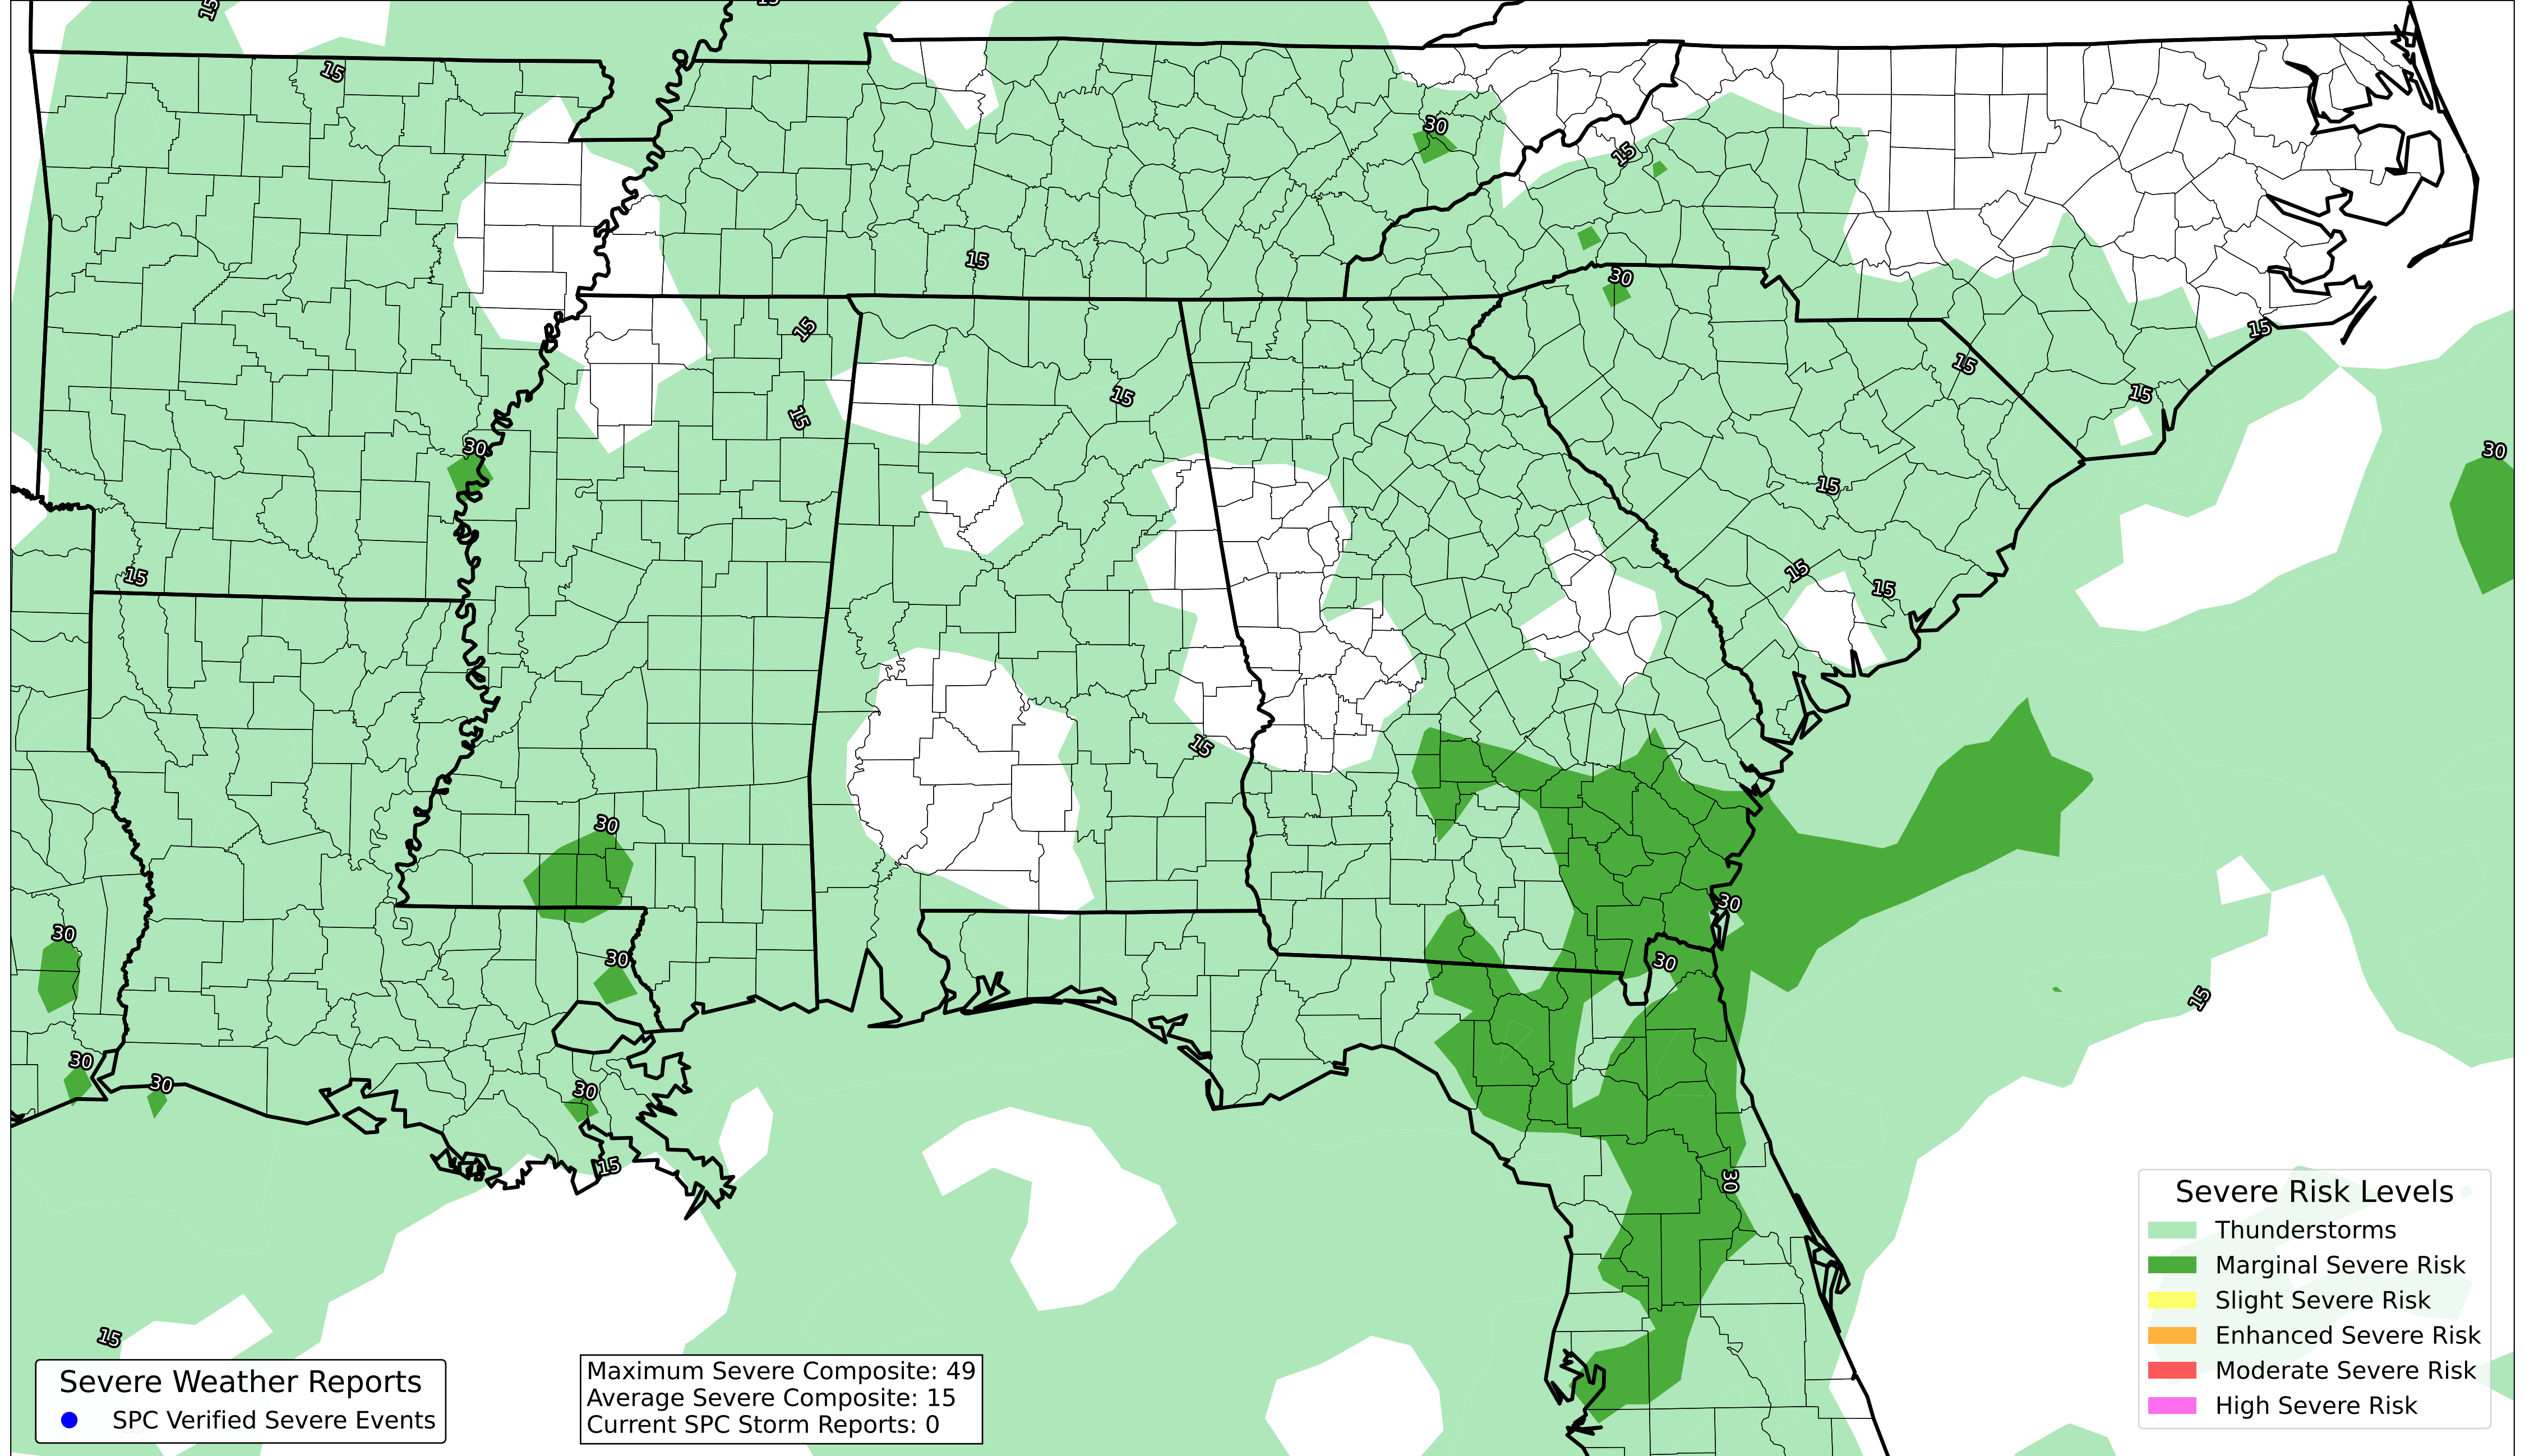 15
15
15
30
15
15
30
15
15
15
15
15
15
30
30
15
15
15
15
15
30
30
30
30
30
15
30
30
30
15
30
15
Severe Weather Reports
SPC Verified Severe Events
Maximum Severe Composite: 49
Average Severe Composite: 15
Current SPC Storm Reports: 0
Severe Risk Levels
Thunderstorms
Marginal Severe Risk
Slight Severe Risk
Enhanced Severe Risk
Moderate Severe Risk
High Severe Risk